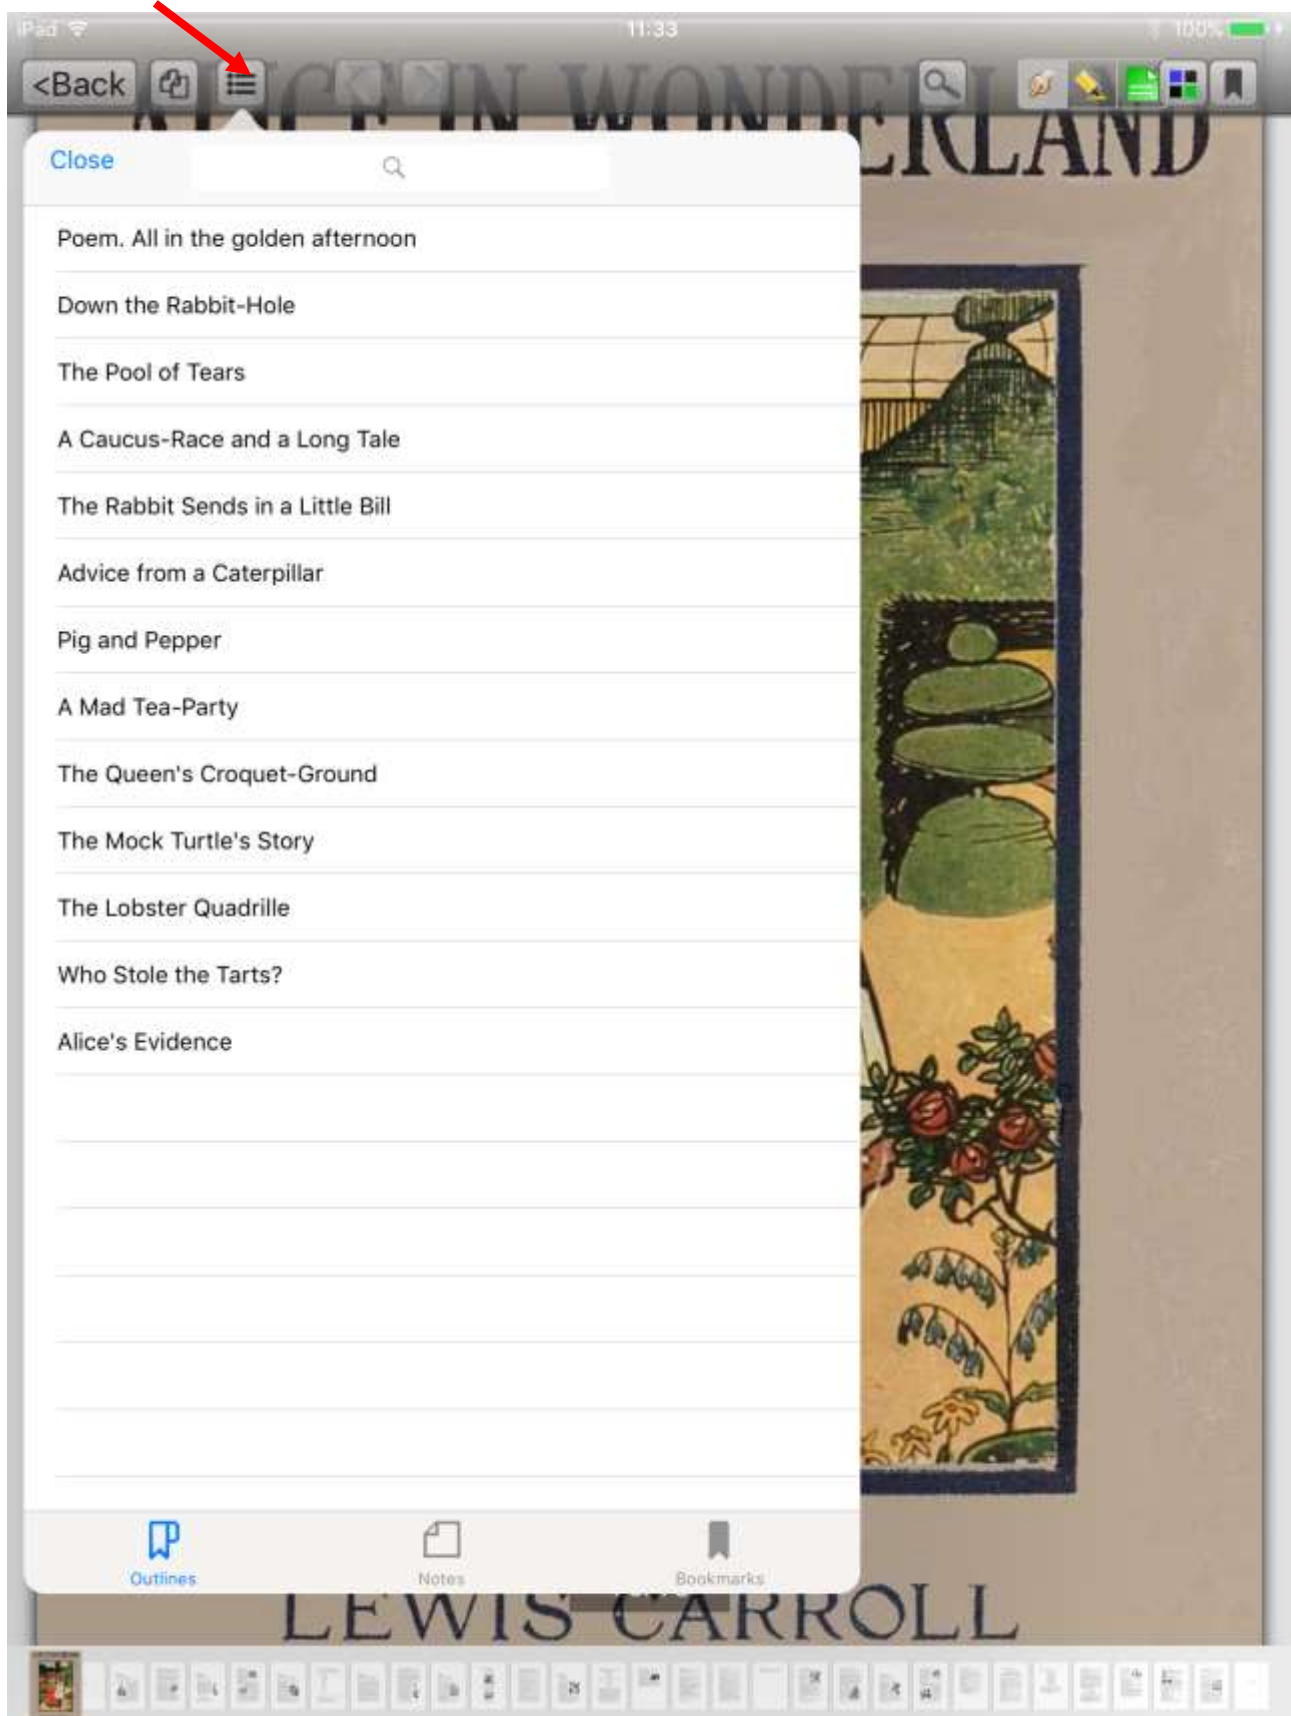 iPad 11:33 100%
<Back
ALICE IN WONDERLAND
Close
Poem. All in the golden afternoon
Down the Rabbit-Hole
The Pool of Tears
A Caucus-Race and a Long Tale
The Rabbit Sends in a Little Bill
Advice from a Caterpillar
Pig and Pepper
A Mad Tea-Party
The Queen's Croquet-Ground
The Mock Turtle's Story
The Lobster Quadrille
Who Stole the Tarts?
Alice's Evidence
Outlines Notes Bookmarks
LEWIS CARROLL